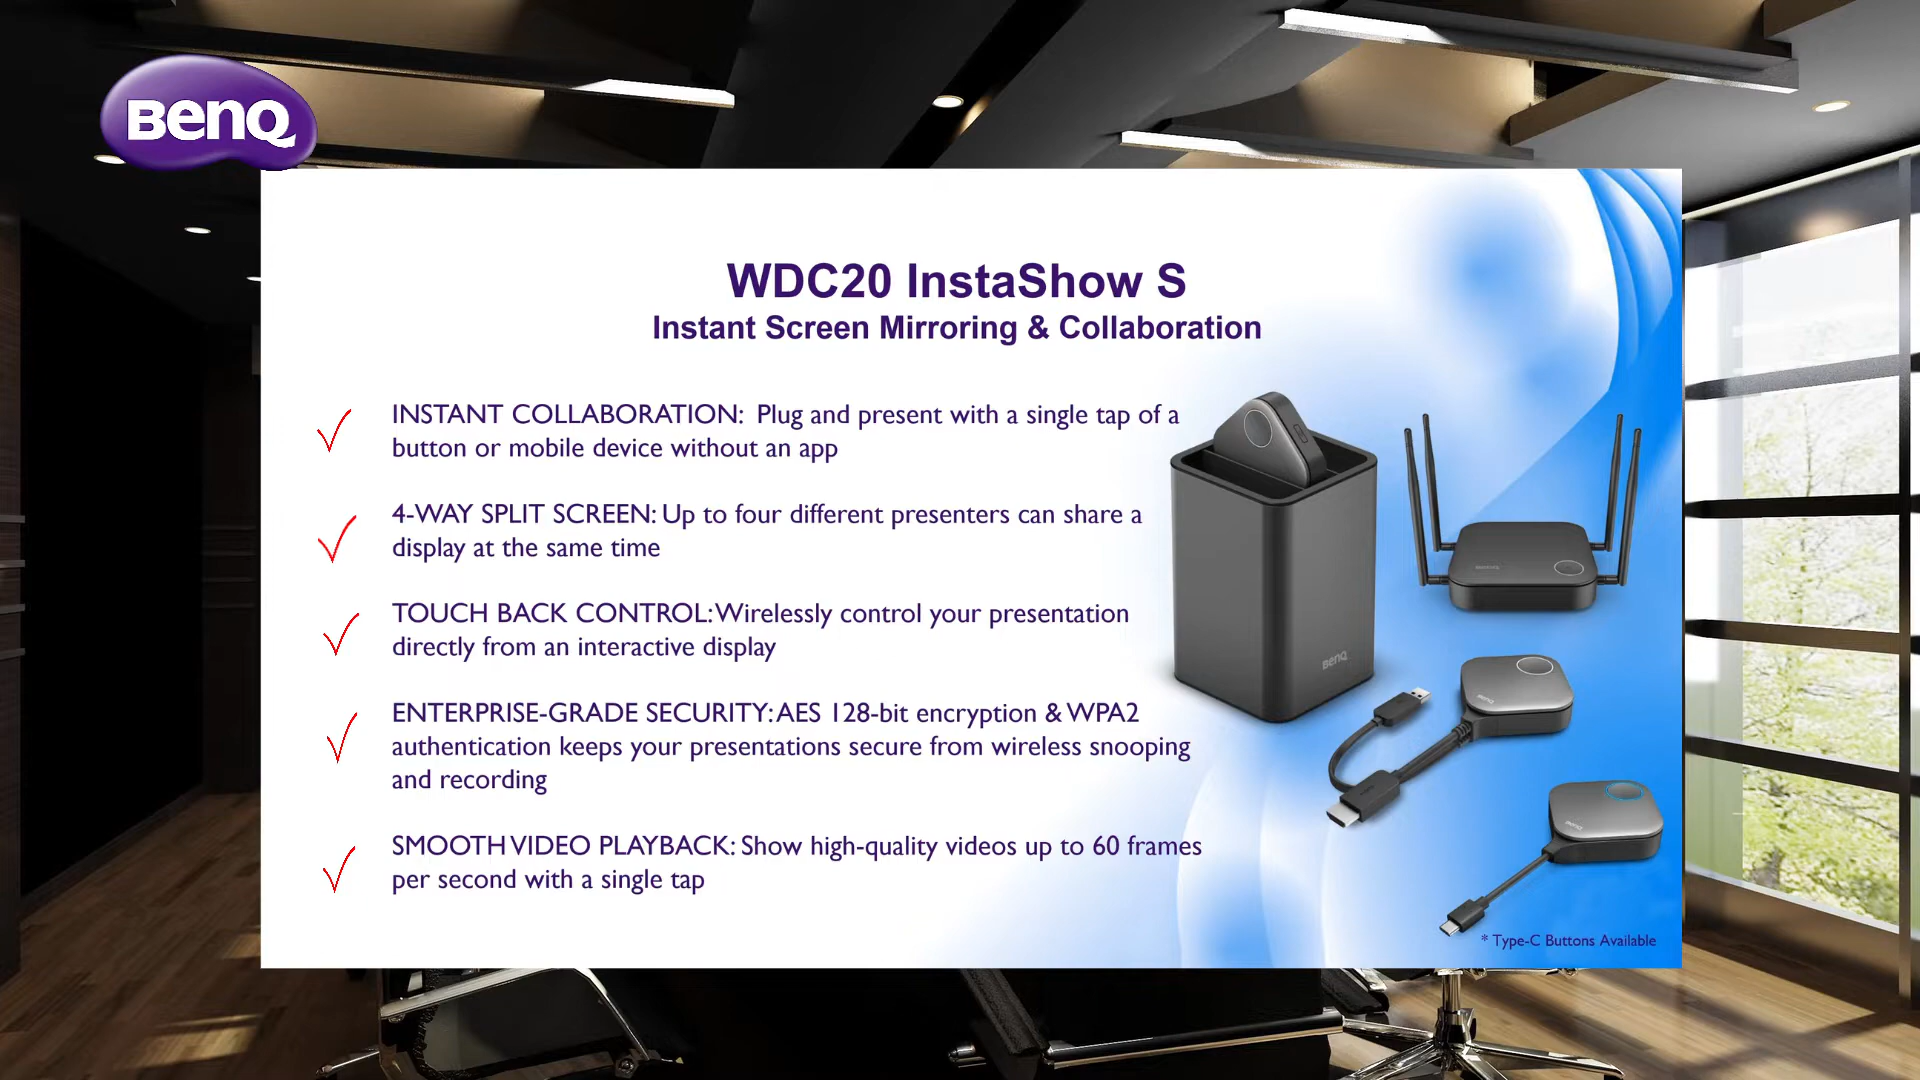 BenQ
WDC20 InstaShow S
Instant Screen Mirroring & Collaboration
INSTANT COLLABORATION: Plug and present with a single tap of a
button or mobile device without an app
4-WAY SPLIT SCREEN: Up to four different presenters can share a
display at the same time
TOUCH BACK CONTROL: Wirelessly control your presentation
directly from an interactive display
ENTERPRISE-GRADE SECURITY: AES 128-bit encryption & WPA2
authentication keeps your presentations secure from wireless snooping
and recording
SMOOTH VIDEO PLAYBACK: Show high-quality videos up to 60 frames
per second with a single tap
BenQ
BenQ
BenQ
* Type-C Buttons Available